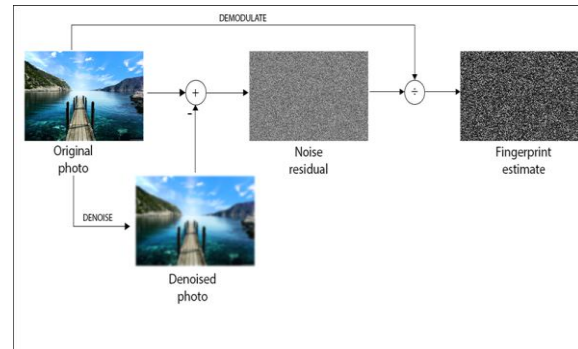 DEMODULATE
+
-
÷
Original
photo
Noise
residual
Fingerprint
estimate
DENOISE
Denoised
photo